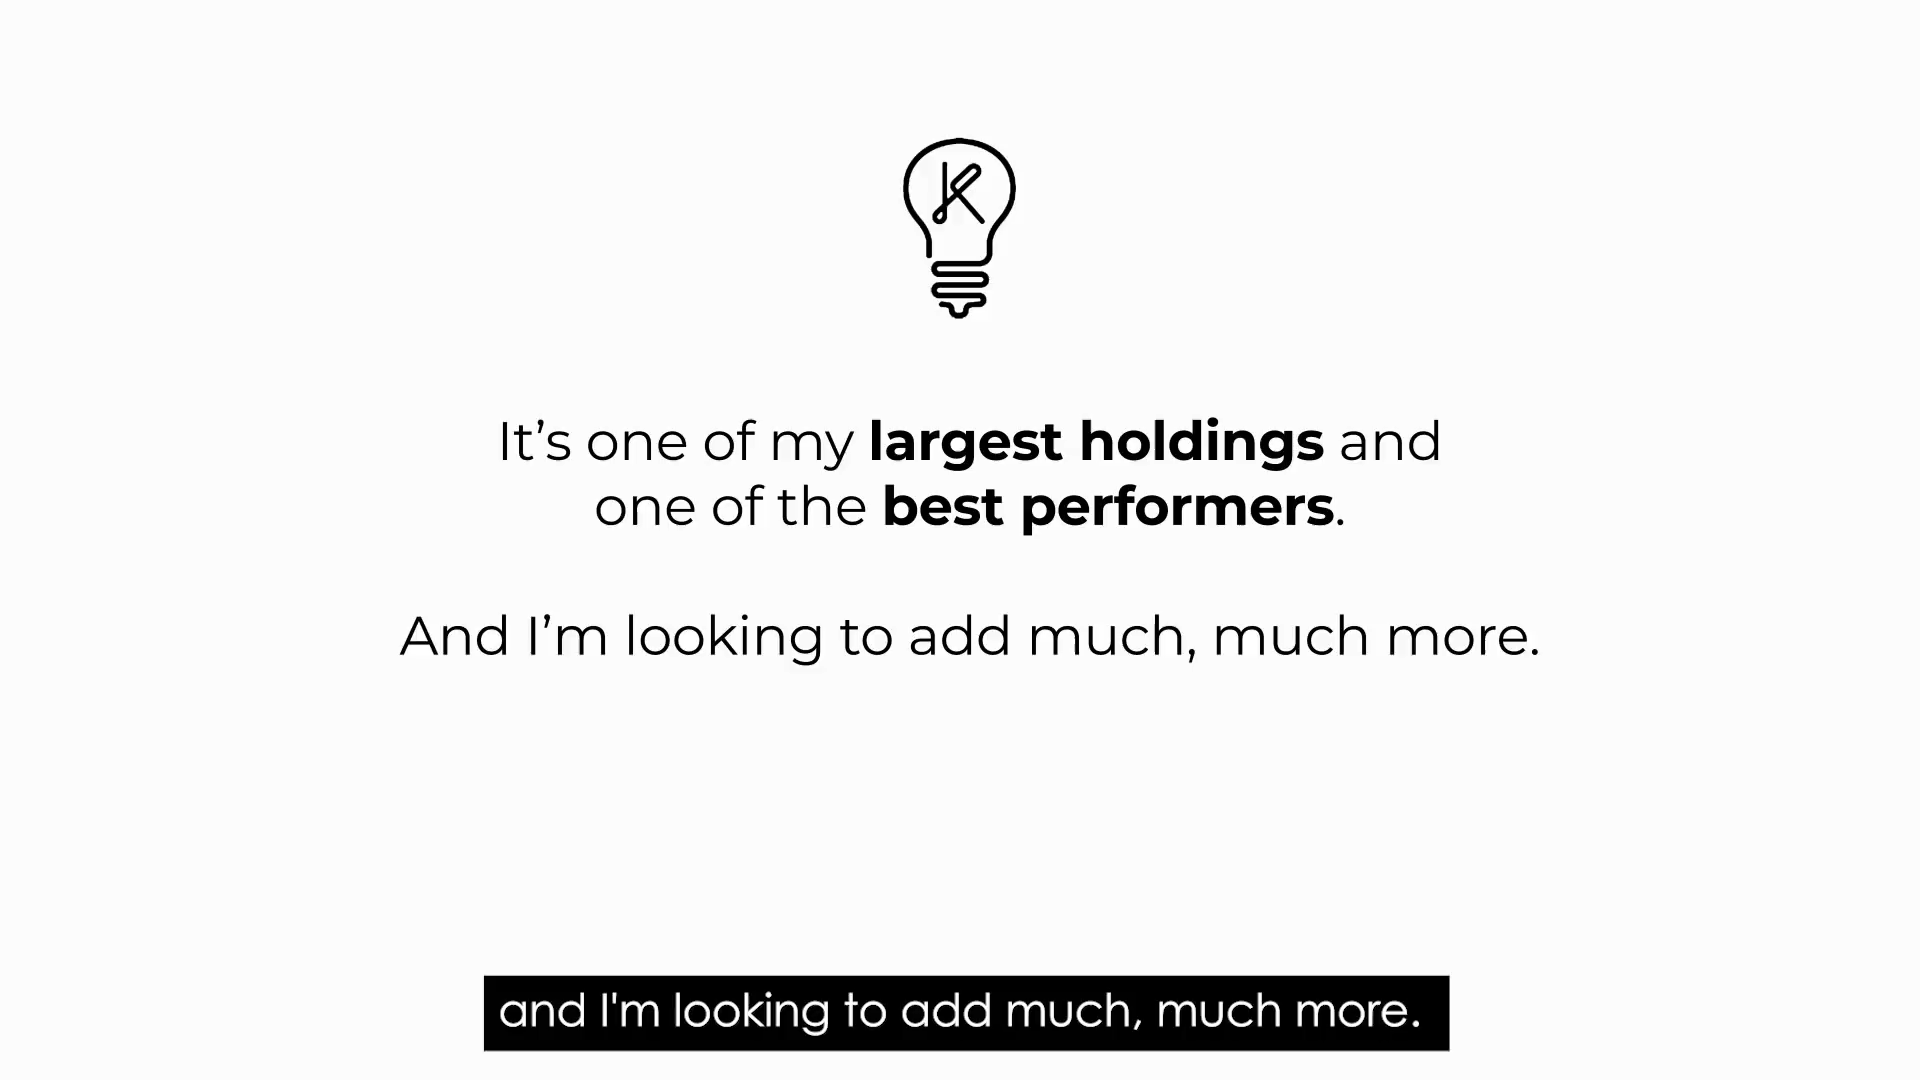 K
It’s one of my largest holdings and
one of the best performers.
And I’m looking to add much, much more.
and I'm looking to add much, much more.